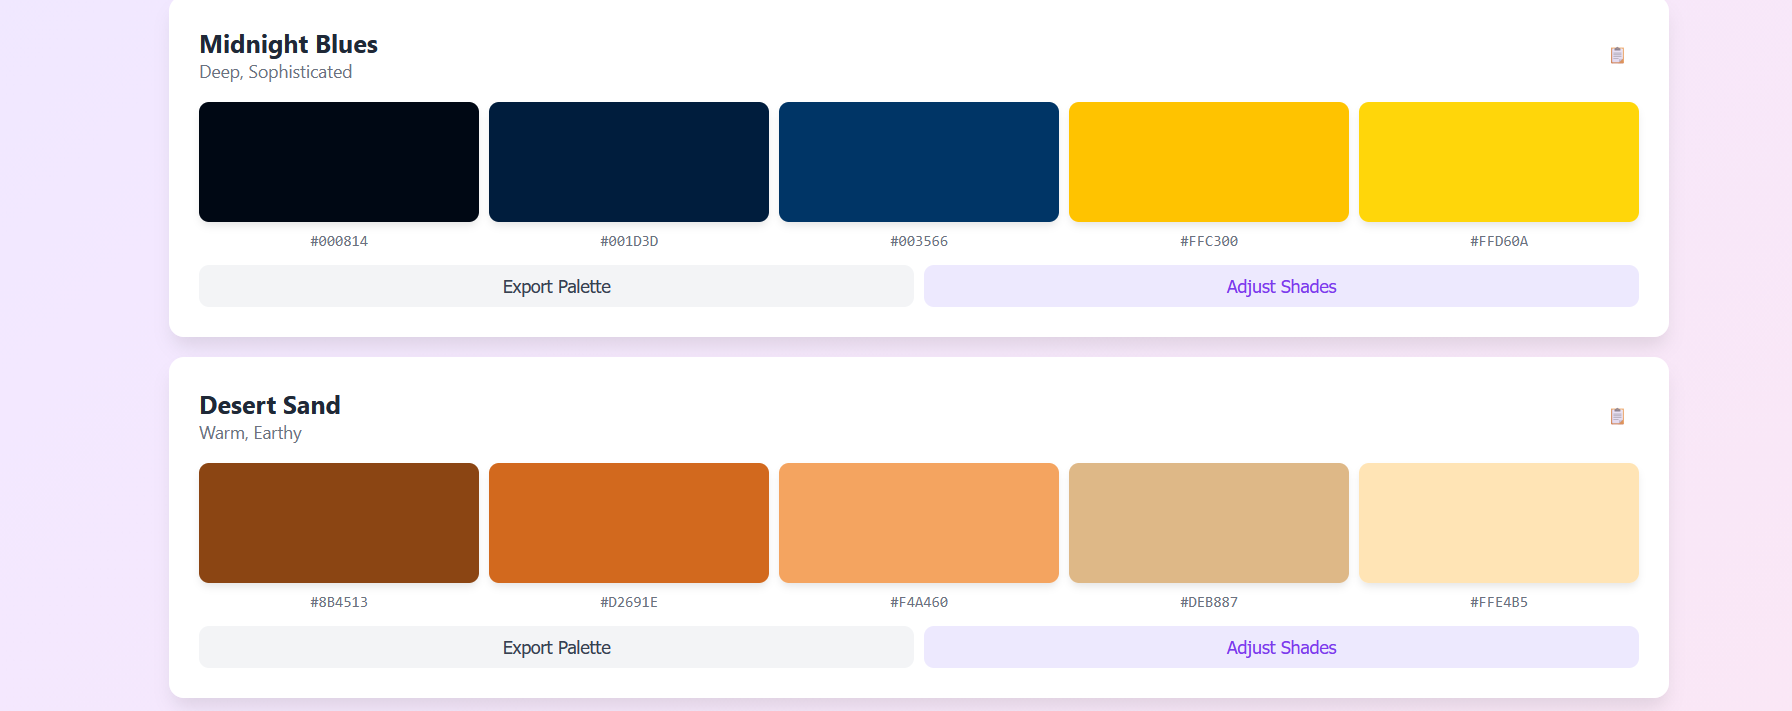 Midnight Blues
Deep, Sophisticated
#000814 #001D3D #003566 #FFC300 #FFD60A
Export Palette Adjust Shades
Desert Sand
Warm, Earthy
#8B4513 #D2691E #F4A460 #DEB887 #FFE4B5
Export Palette Adjust Shades